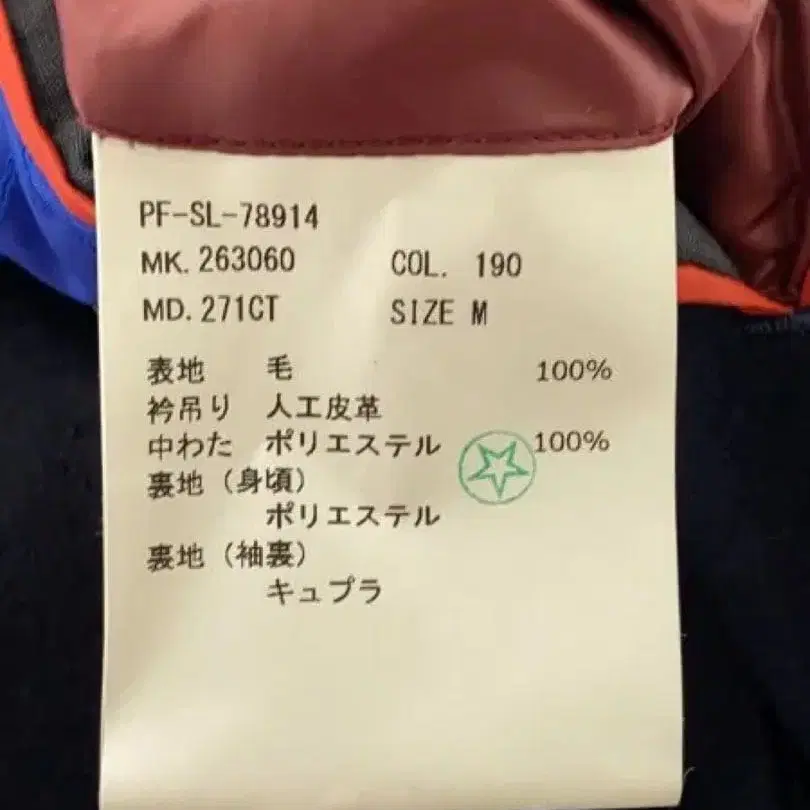 PF-SL-78914
MK. 263060 COL. 190
MD. 271CT SIZE M
表地 毛 100%
衿吊り 人工皮革
中わた ポリエステル 100%
裏地（身頃）
ポリエステル
裏地（袖裏）
キュプラ